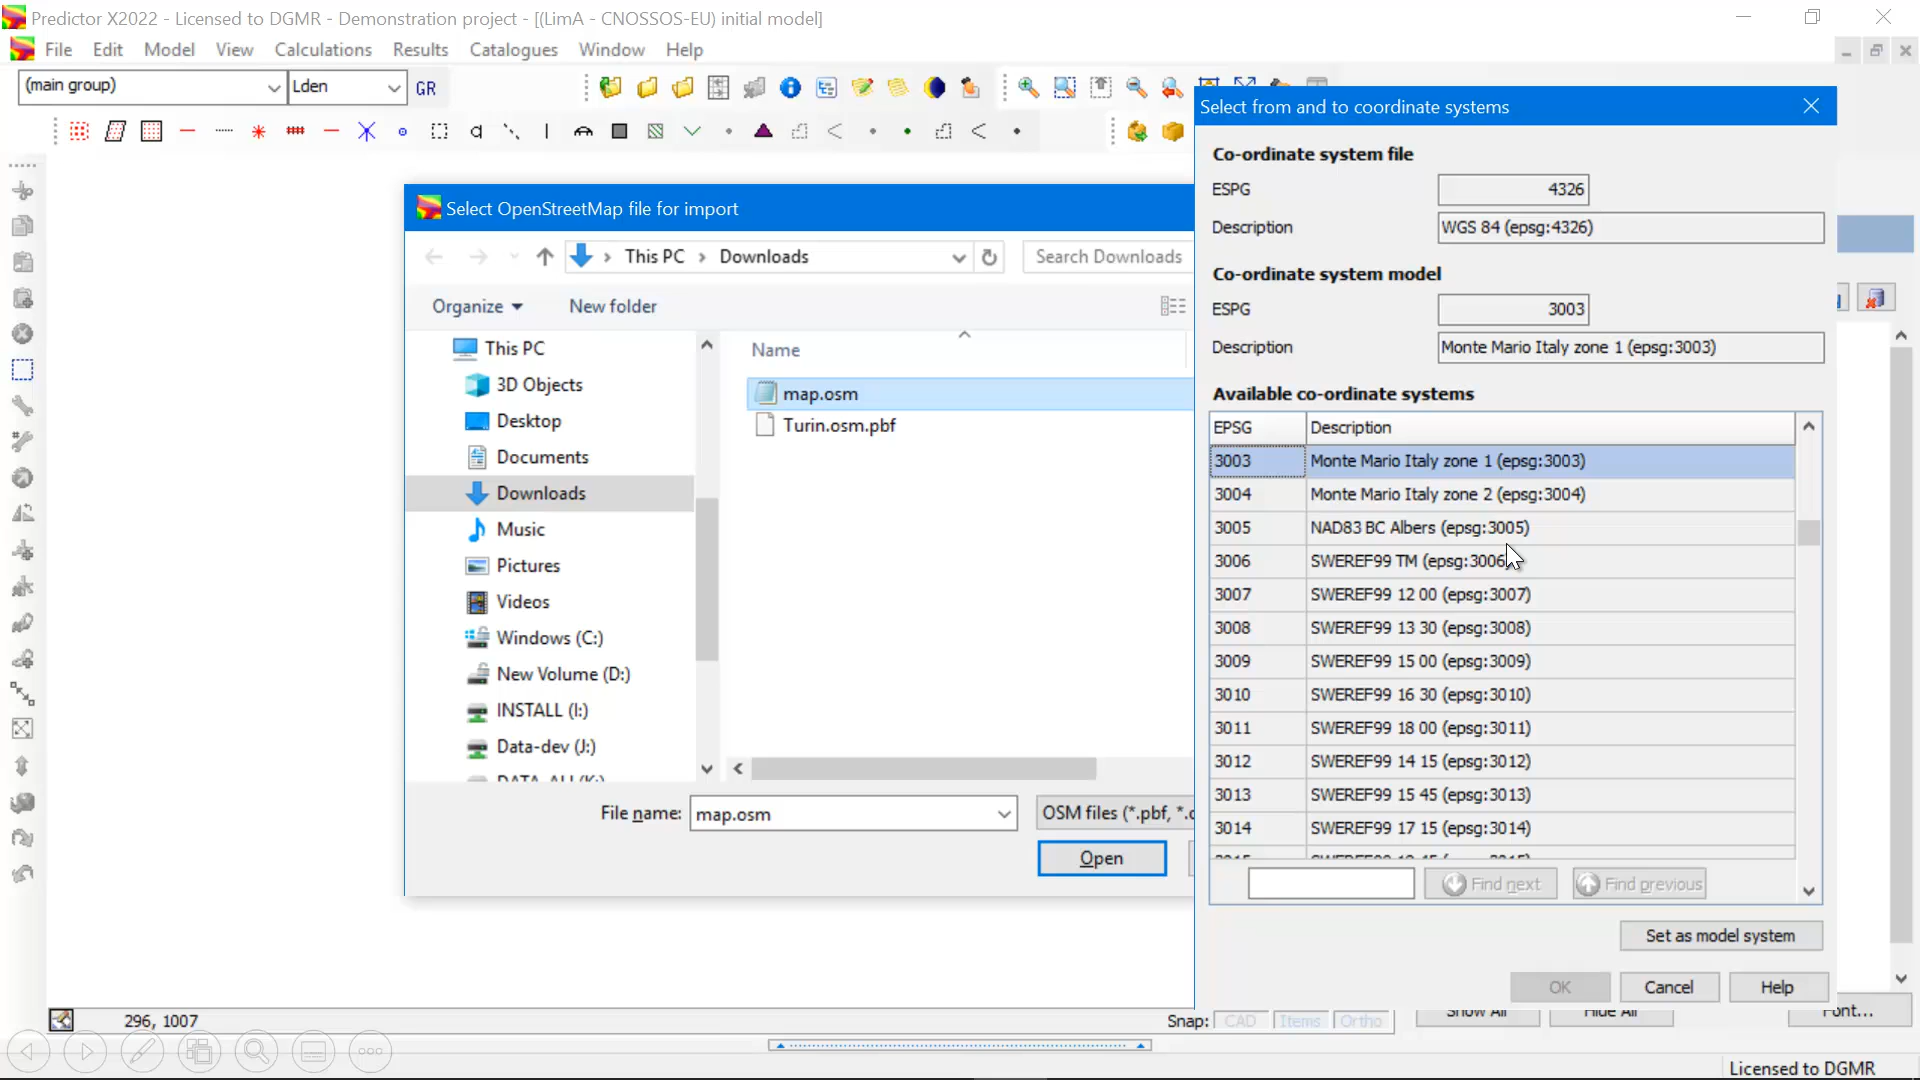 Predictor X2022 - Licensed to DGMR - Demonstration project - [(LimA - CNOSSOS-EU) initial model]
File Edit Model View Calculations Results Catalogues Window Help
(main group) Lden GR
Select from and to coordinate systems
Co-ordinate system file
ESPG 4326
Description WGS 84 (epsg:4326)
Co-ordinate system model
ESPG 3003
Description Monte Mario Italy zone 1 (epsg:3003)
Available co-ordinate systems
EPSG Description
3003 Monte Mario Italy zone 1 (epsg:3003)
3004 Monte Mario Italy zone 2 (epsg:3004)
3005 NAD83 BC Albers (epsg:3005)
3006 SWEREF99 TM (epsg:3006
3007 SWEREF99 12 00 (epsg:3007)
3008 SWEREF99 13 30 (epsg:3008)
3009 SWEREF99 15 00 (epsg:3009)
3010 SWEREF99 16 30 (epsg:3010)
3011 SWEREF99 18 00 (epsg:3011)
3012 SWEREF99 14 15 (epsg:3012)
3013 SWEREF99 15 45 (epsg:3013)
3014 SWEREF99 17 15 (epsg:3014)
Find next Find previous
Set as model system
OK Cancel Help
Select OpenStreetMap file for import
This PC > Downloads
Search Downloads
Organize New folder
This PC
3D Objects
Desktop
Documents
Downloads
Music
Pictures
Videos
Windows (C:)
New Volume (D:)
INSTALL (I:)
Data-dev (J:)
Name
map.osm
Turin.osm.pbf
File name: map.osm
OSM files (*.pbf, *.
Open
296, 1007
Snap: CAD Items Ortho
Show All Hide All Font...
Licensed to DGMR